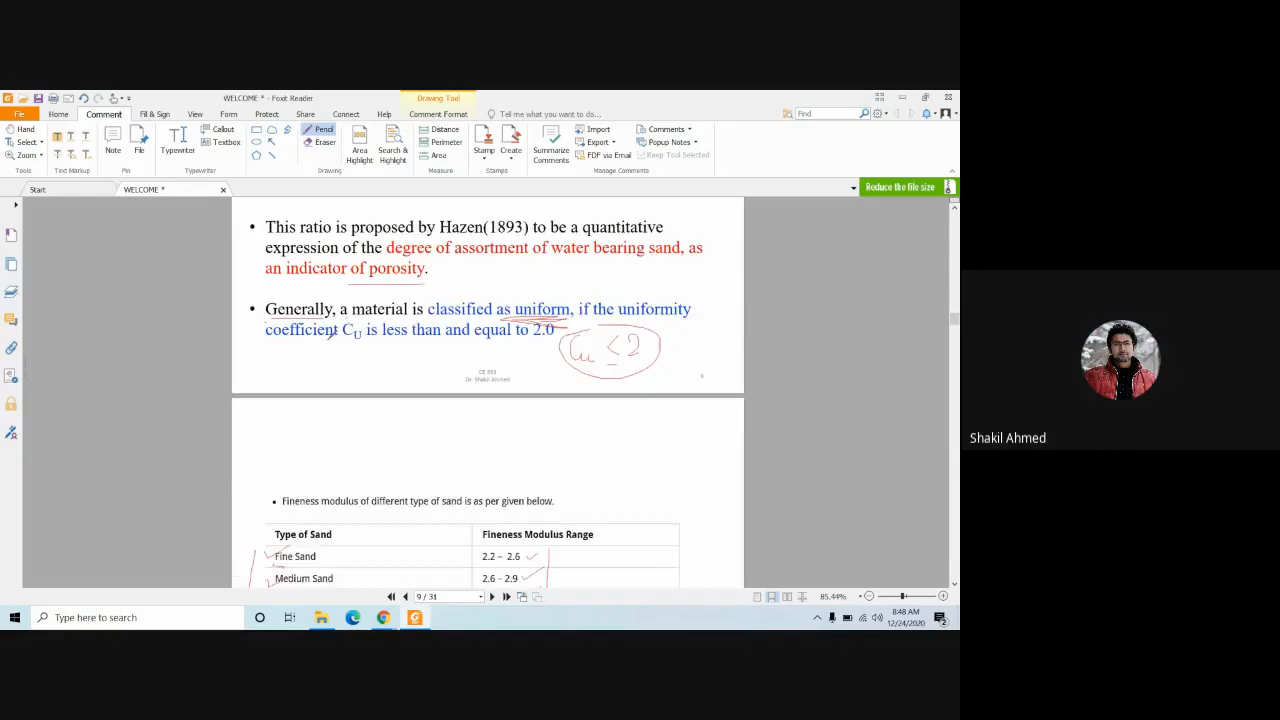 WELCOME * - Foxit Reader
Drawing Tool
File Home Comment Fill & Sign View Form Protect Share Connect Help Comment Format Tell me what you want to do... Find
Hand
Select
Zoom
Tools
Text Markup
Note
File
Pin
Typewriter
Callout
Textbox
Typewriter
Pencil
Eraser
Area Highlight
Search & Highlight
Drawing
Distance
Perimeter
Area
Measure
Stamp
Create
Stamps
Summarize Comments
Import
Export
FDF via Email
Comments
Popup Notes
Keep Tool Selected
Manage Comments
Start
WELCOME *
Reduce the file size
• This ratio is proposed by Hazen(1893) to be a quantitative
expression of the degree of assortment of water bearing sand, as
an indicator of porosity.
• Generally, a material is classified as uniform, if the uniformity
coefficient CU is less than and equal to 2.0
Cu ≤ 2
CE 333
Dr. Shakil Ahmed
9
• Fineness modulus of different type of sand is as per given below.
Type of Sand Fineness Modulus Range
Fine Sand 2.2 – 2.6
Medium Sand 2.6 – 2.9
9 / 31
85.44%
Type here to search
8:48 AM
12/24/2020
2
Shakil Ahmed